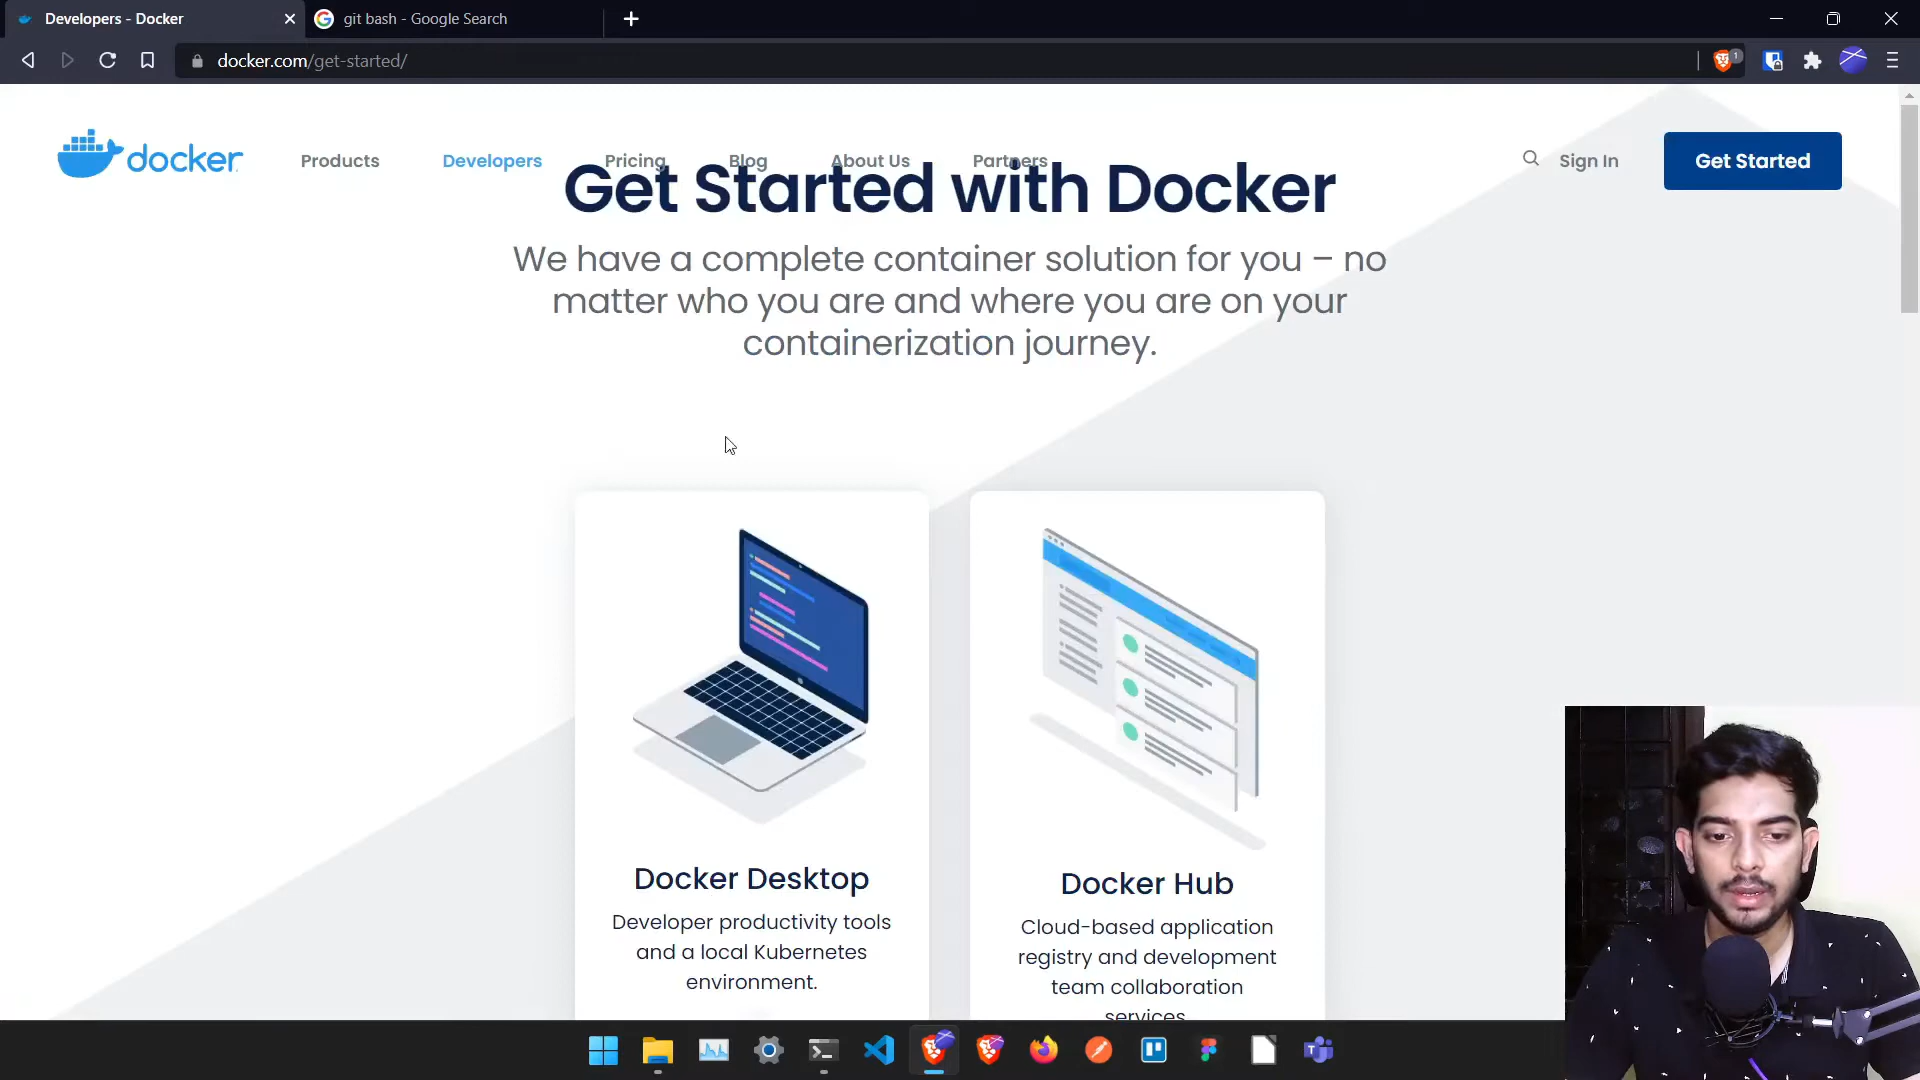 Developers - Docker
git bash - Google Search
docker.com/get-started/
1
docker
Products
Developers
Pricing
Blog
About Us
Partners
Sign In
Get Started
Get Started with Docker
We have a complete container solution for you – no
matter who you are and where you are on your
containerization journey.
Docker Desktop
Developer productivity tools
and a local Kubernetes
environment.
Docker Hub
Cloud-based application
registry and development
team collaboration
services.